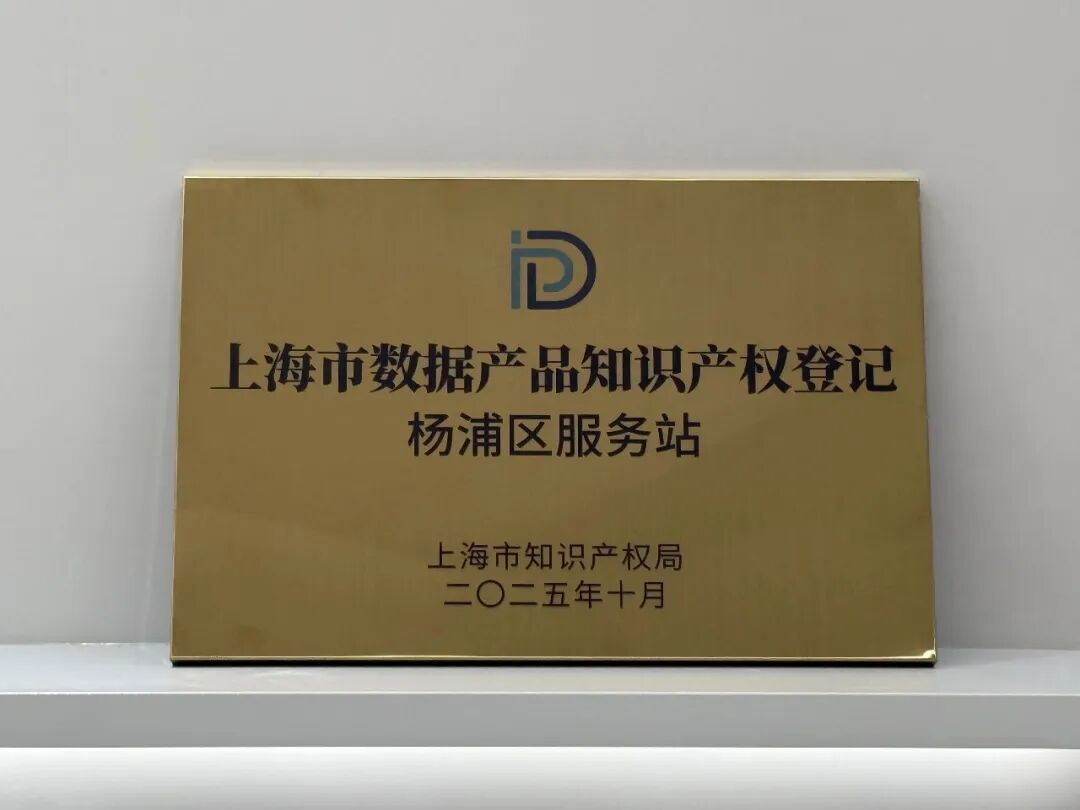 上海市数据产品知识产权登记
杨浦区服务站
上海市知识产权局
二〇二五年十月